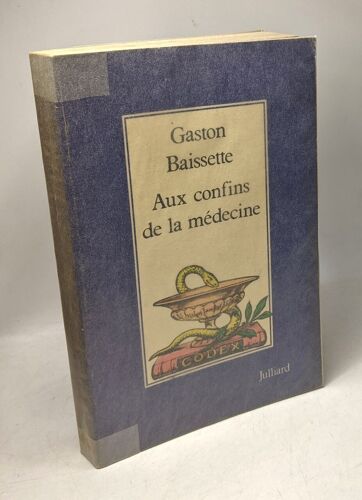 Gaston
Baissette
Aux confins
de la médecine
CODEX
Julliard